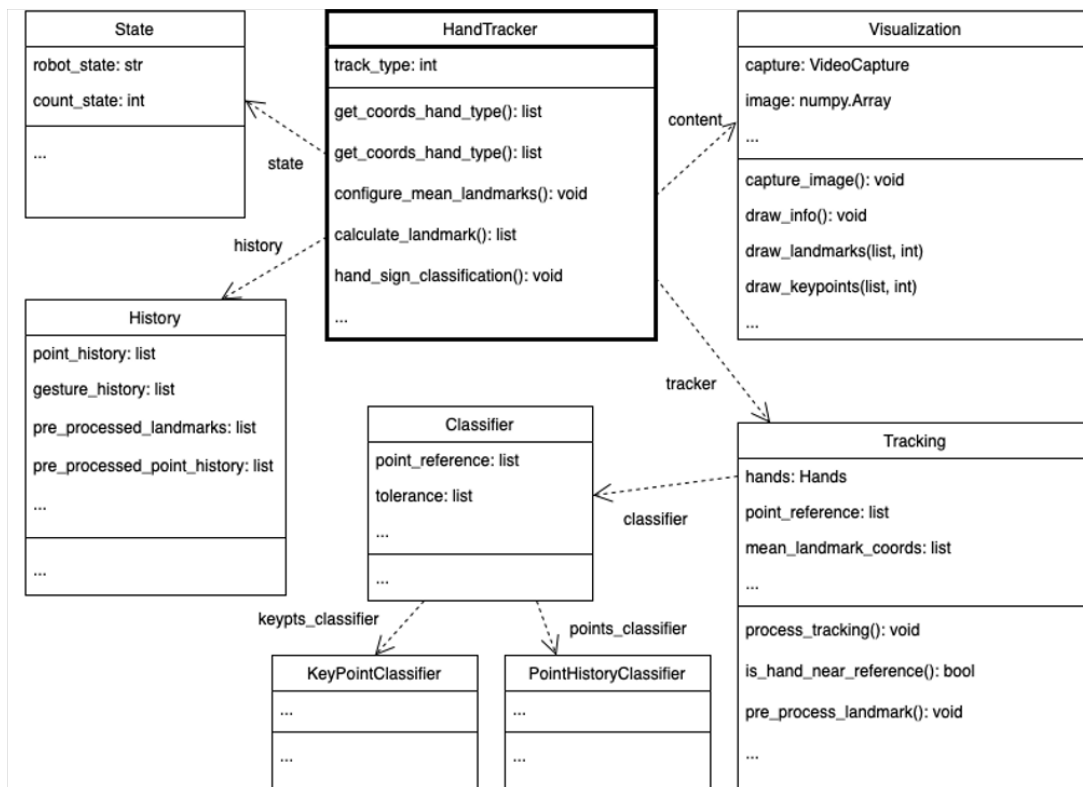 State
robot_state: str
count_state: int
...
HandTracker
track_type: int
get_coords_hand_type(): list
get_coords_hand_type(): list
configure_mean_landmarks(): void
calculate_landmark(): list
hand_sign_classification(): void
...
Visualization
capture: VideoCapture
image: numpy.Array
...
capture_image(): void
draw_info(): void
draw_landmarks(list, int)
draw_keypoints(list, int)
...
state
content
history
tracker
History
point_history: list
gesture_history: list
pre_processed_landmarks: list
pre_processed_point_history: list
...
...
Classifier
point_reference: list
tolerance: list
...
...
classifier
Tracking
hands: Hands
point_reference: list
mean_landmark_coords: list
...
process_tracking(): void
is_hand_near_reference(): bool
pre_process_landmark(): void
...
keypts_classifier
points_classifier
KeyPointClassifier
...
...
PointHistoryClassifier
...
...